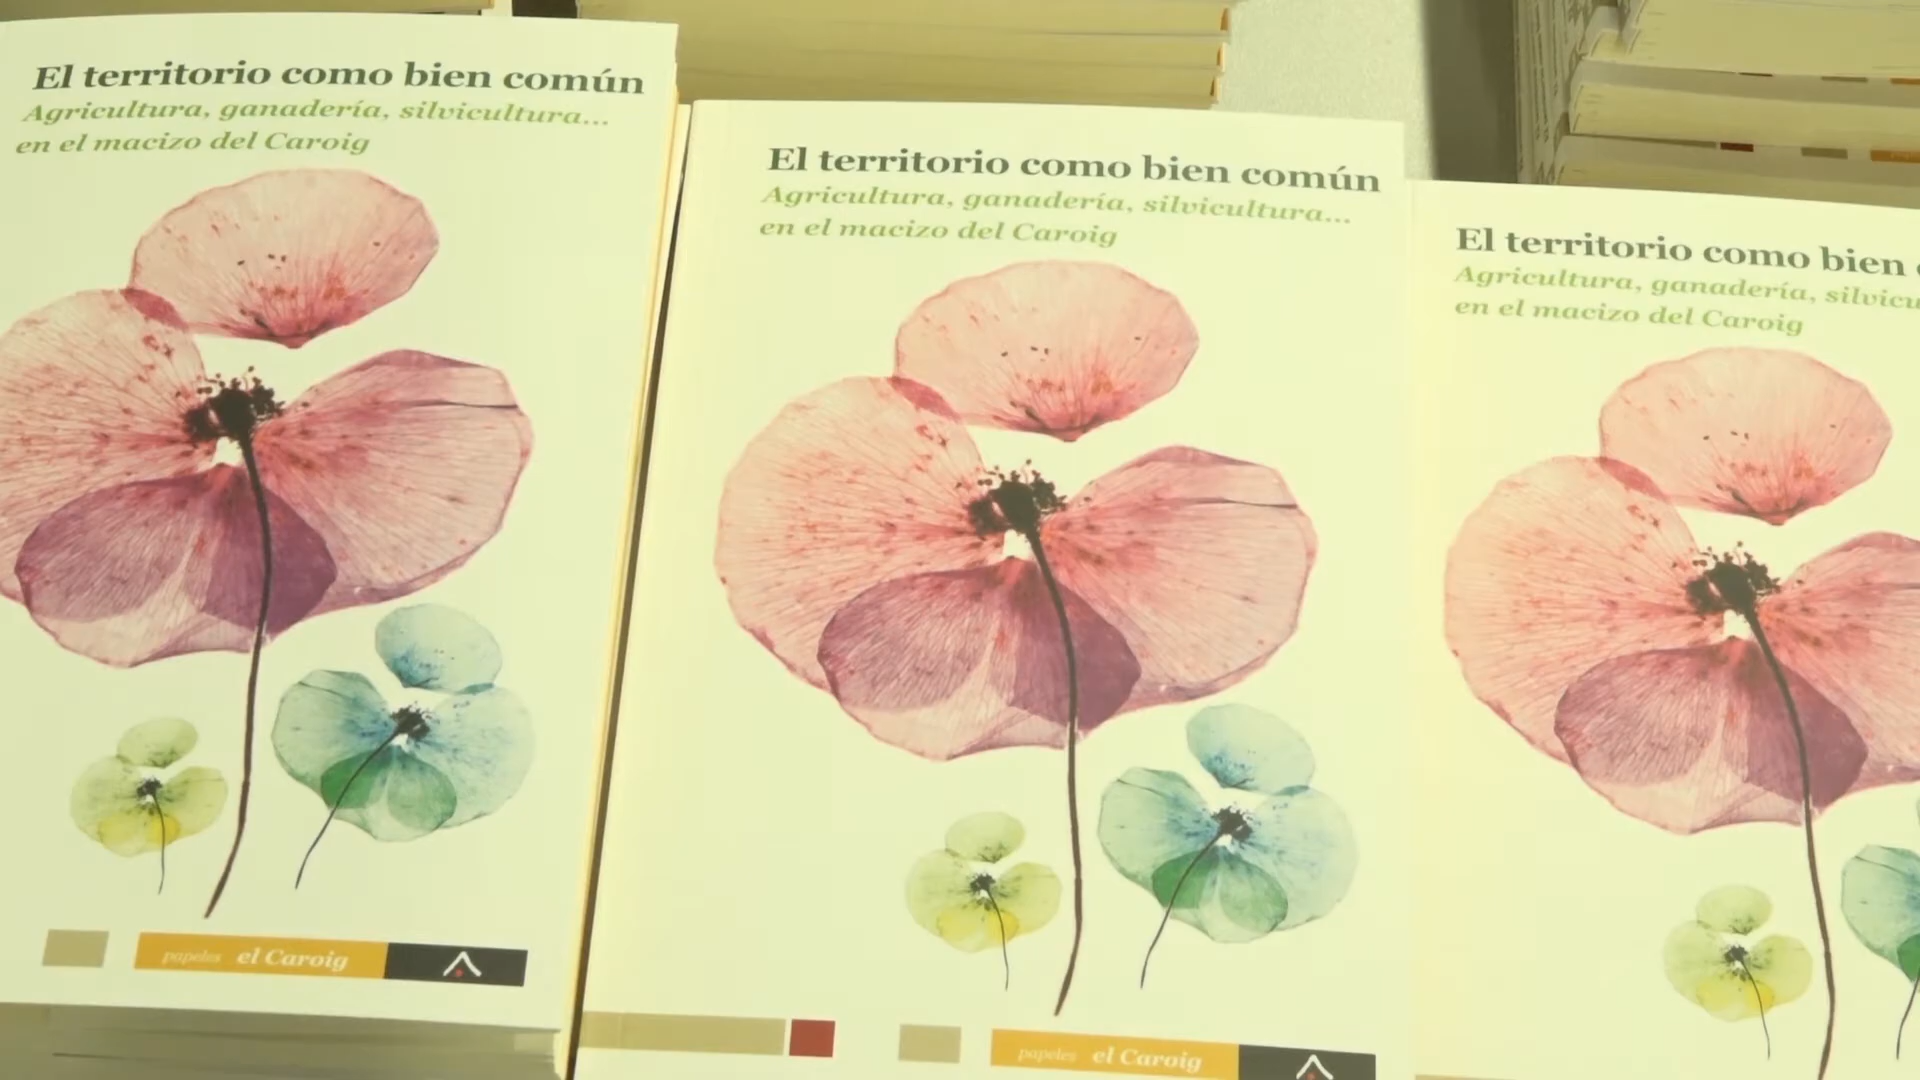 El territorio como bien común
Agricultura, ganadería, silvicultura...
en el macizo del Caroig
papeles el Caroig
El territorio como bien común
Agricultura, ganadería, silvicultura...
en el macizo del Caroig
papeles el Caroig
El territorio como bien
Agricultura, ganadería, silvicu
en el macizo del Caroig